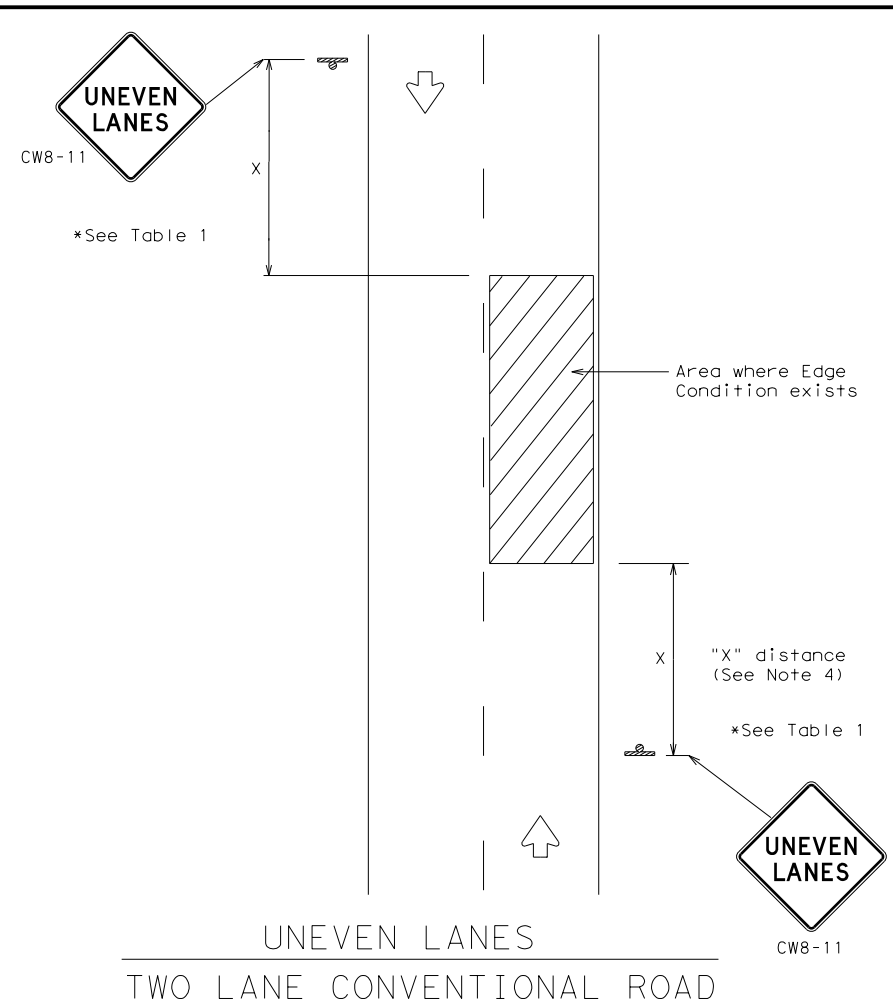 UNEVEN
LANES
CW8-11
X
*See Table 1
Area where Edge
Condition exists
X
"X" distance
(See Note 4)
*See Table 1
UNEVEN
LANES
CW8-11
UNEVEN LANES
TWO LANE CONVENTIONAL ROAD